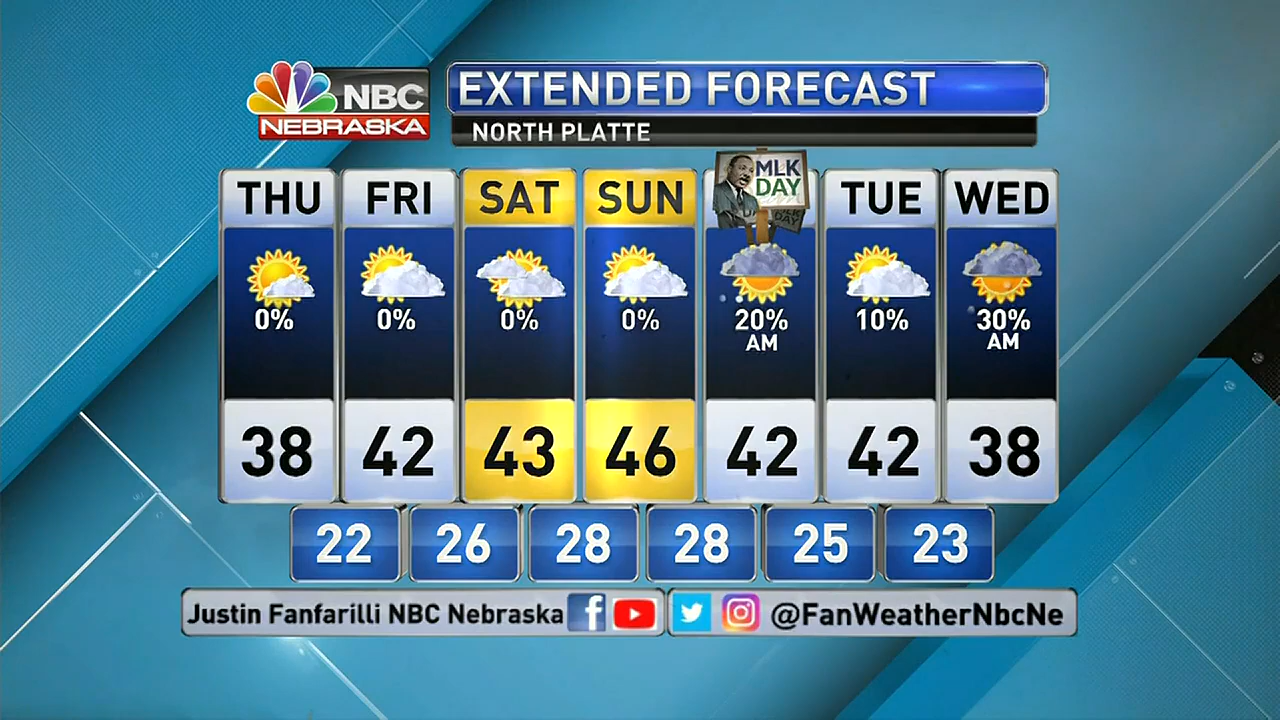 NBC
NEBRASKA
EXTENDED FORECAST
NORTH PLATTE
THU FRI SAT SUN MLK DAY TUE WED
0% 0% 0% 0% 20% AM 10% 30% AM
38 42 43 46 42 42 38
22 26 28 28 25 23
Justin Fanfarilli NBC Nebraska @FanWeatherNbcNe